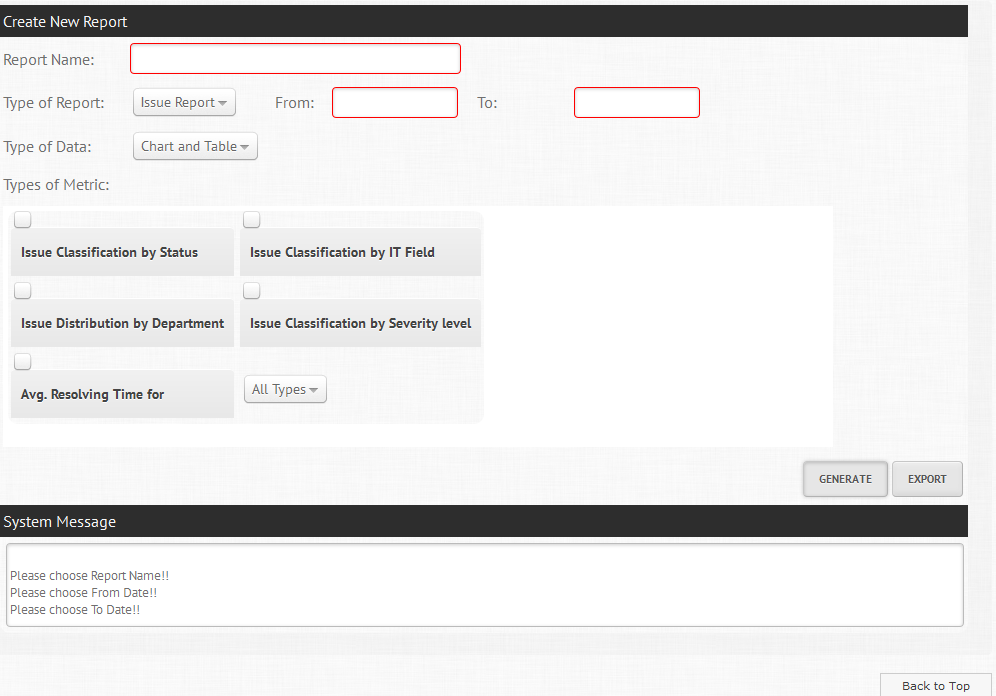 Create New Report
Report Name:
Type of Report: Issue Report From: To:
Type of Data: Chart and Table
Types of Metric:
Issue Classification by Status Issue Classification by IT Field
Issue Distribution by Department Issue Classification by Severity level
Avg. Resolving Time for All Types
GENERATE EXPORT
System Message
Please choose Report Name!!
Please choose From Date!!
Please choose To Date!!
Back to Top